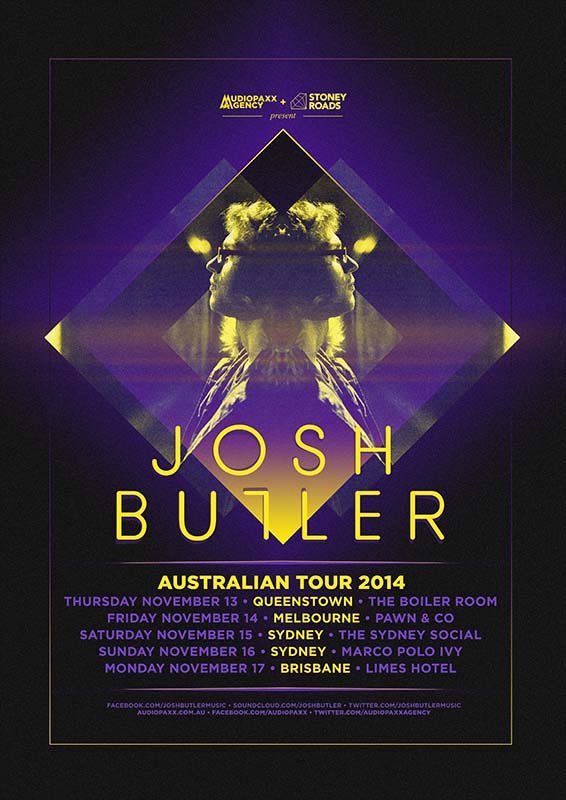 AUDIOPAXX AGENCY + STONEY ROADS
present
JOSH
BUTLER
AUSTRALIAN TOUR 2014
THURSDAY NOVEMBER 13 • QUEENSTOWN • THE BOILER ROOM
FRIDAY NOVEMBER 14 • MELBOURNE • PAWN & CO
SATURDAY NOVEMBER 15 • SYDNEY • THE SYDNEY SOCIAL
SUNDAY NOVEMBER 16 • SYDNEY • MARCO POLO IVY
MONDAY NOVEMBER 17 • BRISBANE • LIMES HOTEL
FACEBOOK.COM/JOSHBUTLERMUSIC • SOUNDCLOUD.COM/JOSHBUTLER • TWITTER.COM/JOSHBUTLERMUSIC
AUDIOPAXX.COM.AU • FACEBOOK.COM/AUDIOPAXX • TWITTER.COM/AUDIOPAXXAGENCY